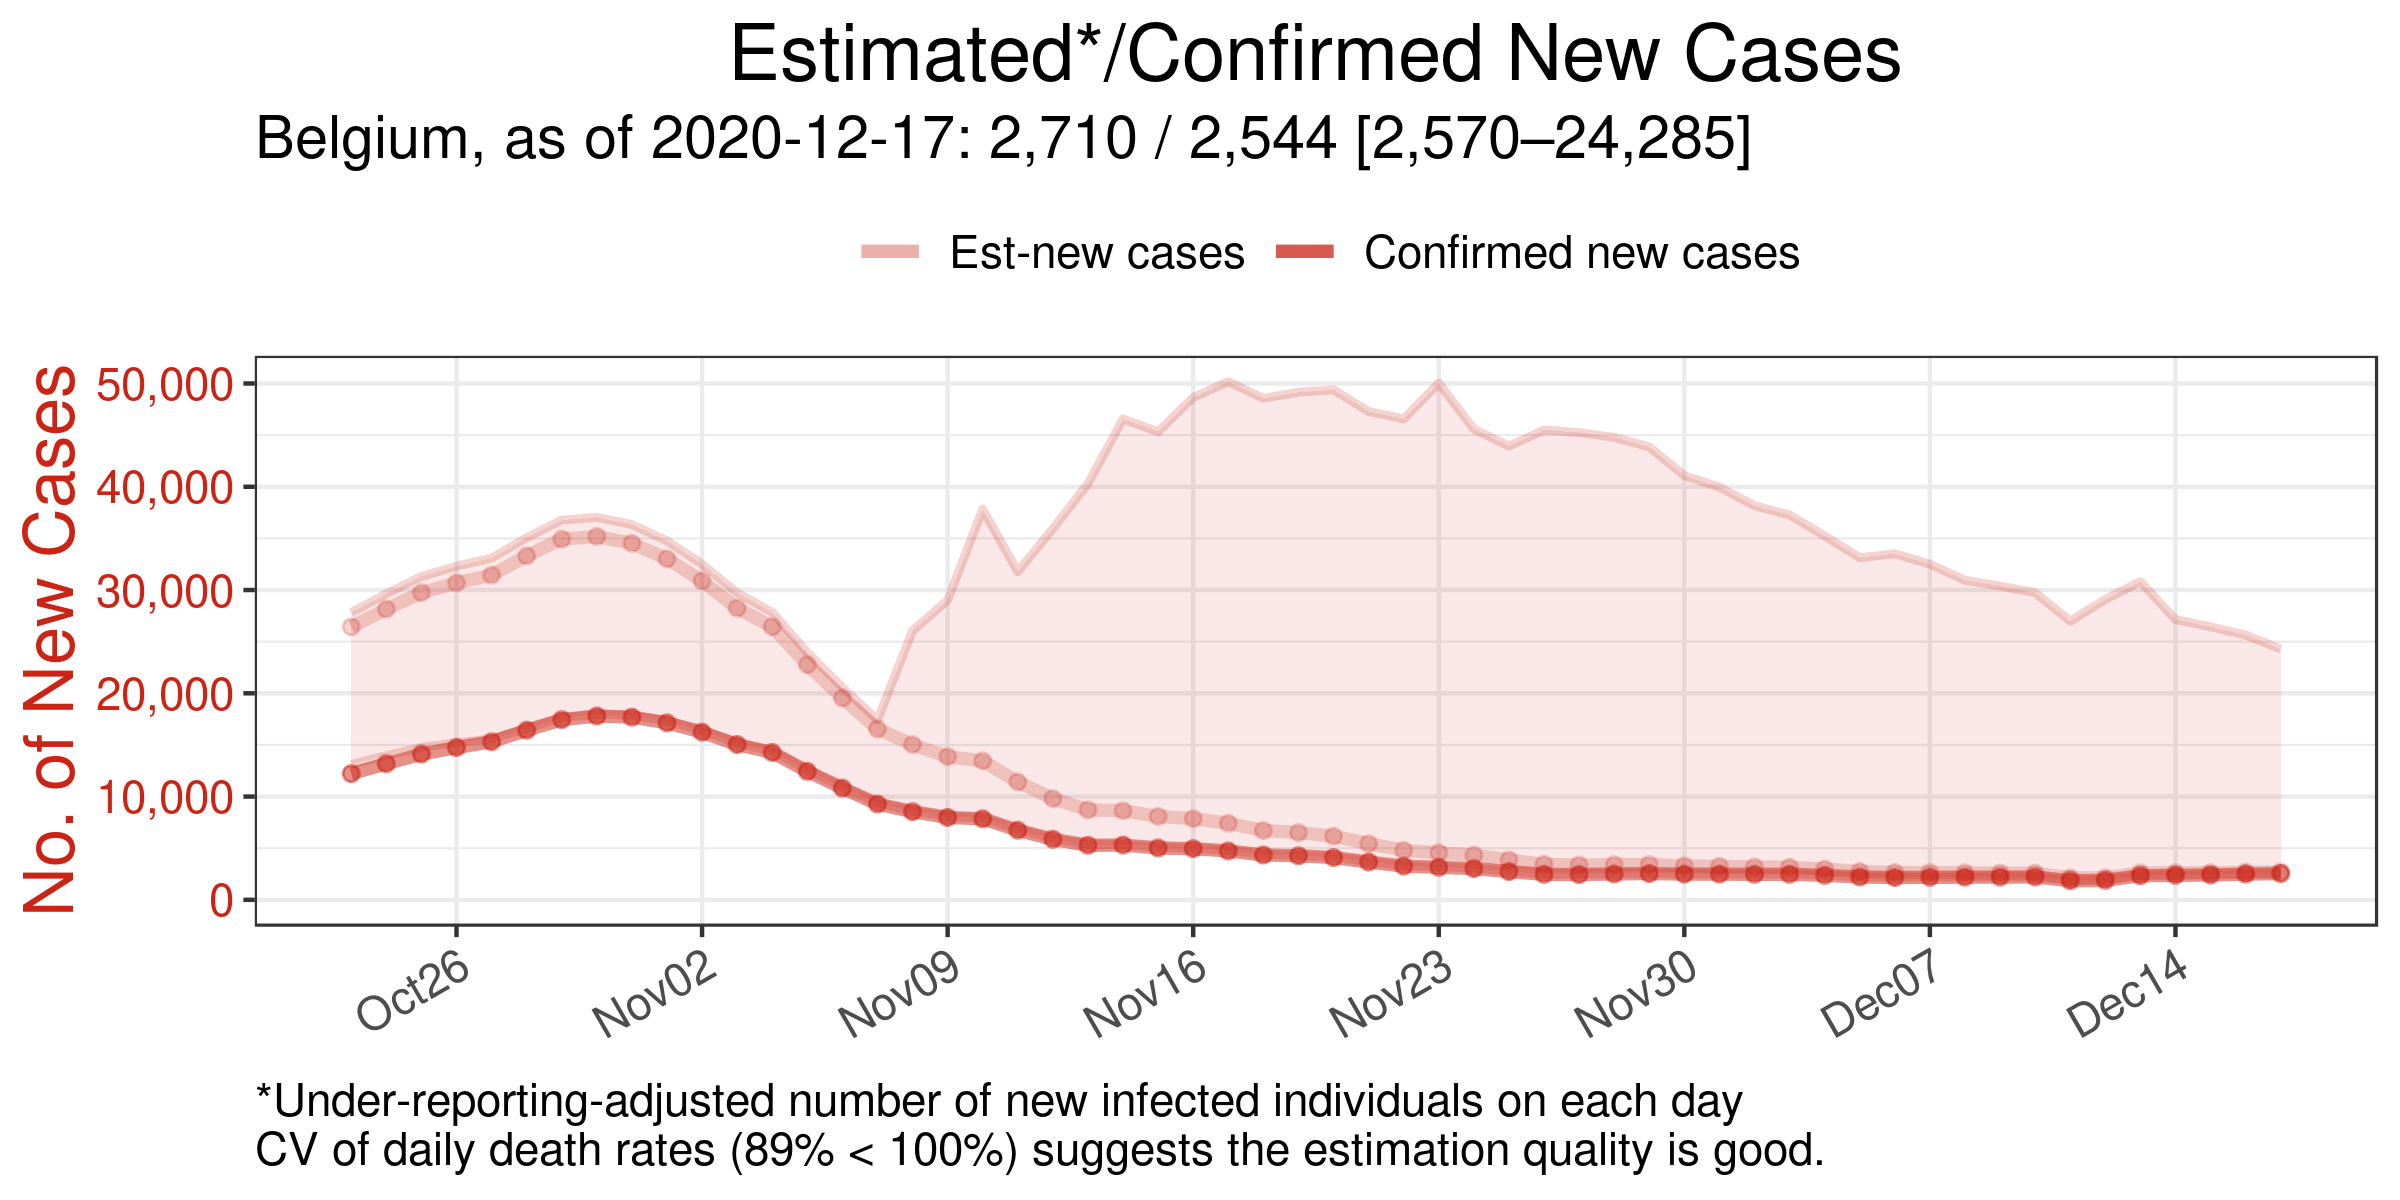 Estimated*/Confirmed New Cases
Belgium, as of 2020-12-17: 2,710 / 2,544 [2,570–24,285]
Est-new cases Confirmed new cases
No. of New Cases
50,000
40,000
30,000
20,000
10,000
0
Oct26 Nov02 Nov09 Nov16 Nov23 Nov30 Dec07 Dec14
*Under-reporting-adjusted number of new infected individuals on each day
CV of daily death rates (89% < 100%) suggests the estimation quality is good.